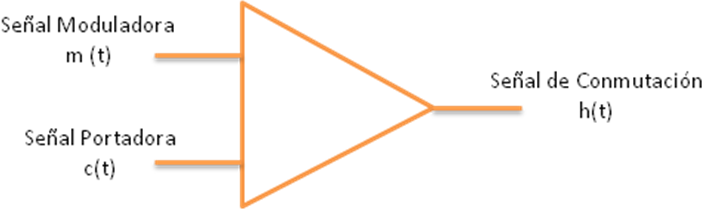 Señal Moduladora
m (t)
Señal de Conmutación
h(t)
Señal Portadora
c(t)